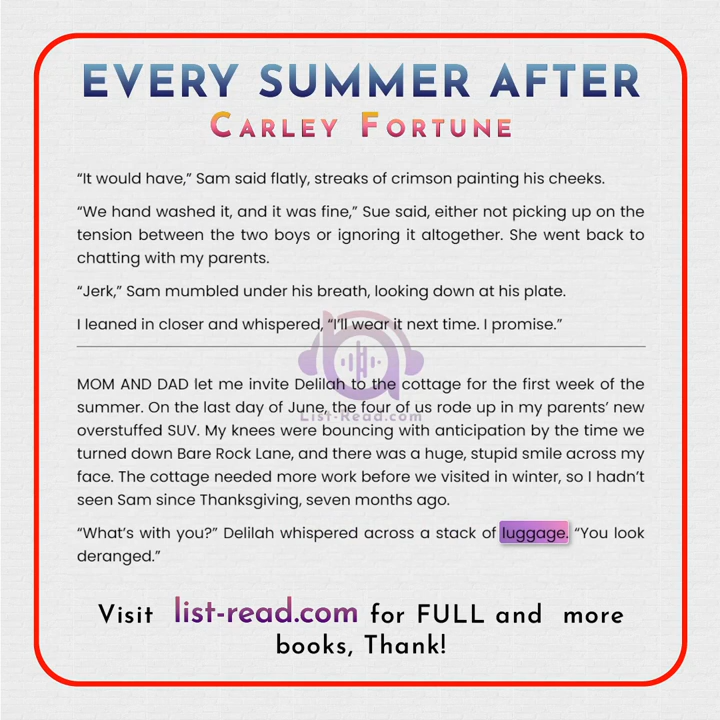 EVERY SUMMER AFTER
CARLEY FORTUNE
“It would have,” Sam said flatly, streaks of crimson painting his cheeks.
“We hand washed it, and it was fine,” Sue said, either not picking up on the
tension between the two boys or ignoring it altogether. She went back to
chatting with my parents.
“Jerk,” Sam mumbled under his breath, looking down at his plate.
I leaned in closer and whispered, “I’ll wear it next time. I promise.”
MOM AND DAD let me invite Delilah to the cottage for the first week of the
summer. On the last day of June, the four of us rode up in my parents’ new
List-Read.com
overstuffed SUV. My knees were bouncing with anticipation by the time we
turned down Bare Rock Lane, and there was a huge, stupid smile across my
face. The cottage needed more work before we visited in winter, so I hadn’t
seen Sam since Thanksgiving, seven months ago.
“What’s with you?” Delilah whispered across a stack of luggage. “You look
deranged.”
Visit list-read.com for FULL and more
books, Thank!